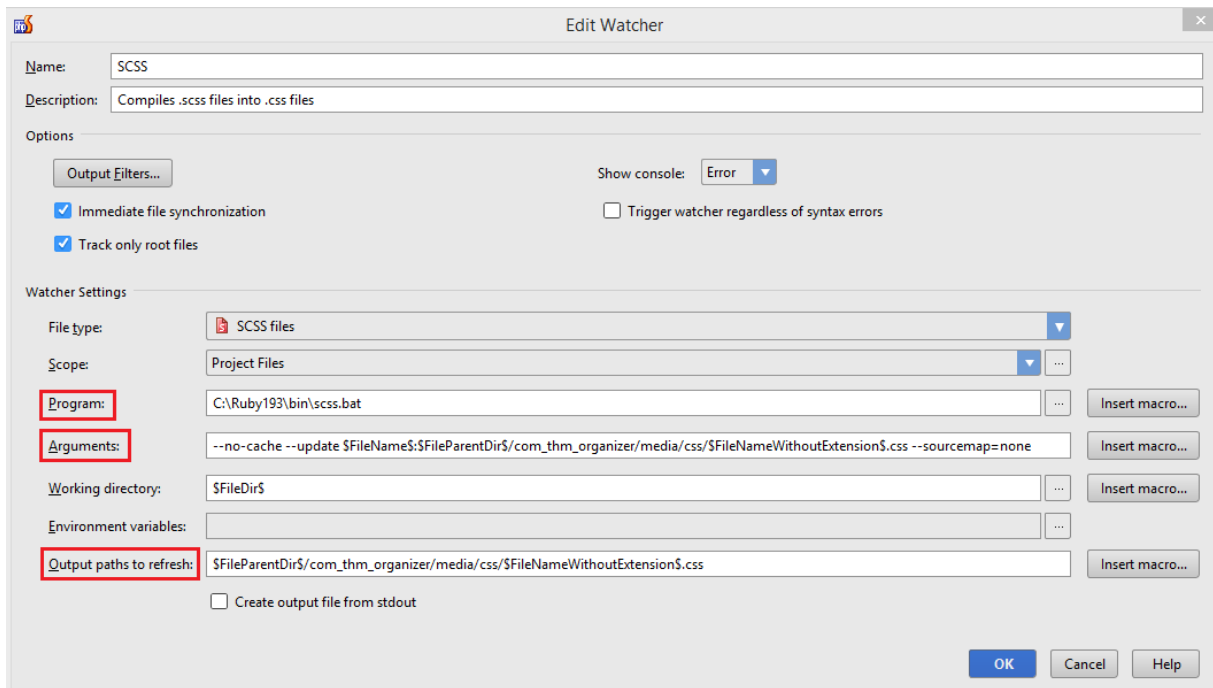 Edit Watcher
Name: SCSS
Description: Compiles .scss files into .css files
Options
Output Filters... Show console: Error
Immediate file synchronization Trigger watcher regardless of syntax errors
Track only root files
Watcher Settings
File type: SCSS files
Scope: Project Files ...
Program: C:\Ruby193\bin\scss.bat ... Insert macro...
Arguments: --no-cache --update $FileName$:$FileParentDir$/com_thm_organizer/media/css/$FileNameWithoutExtension$.css --sourcemap=none Insert macro...
Working directory: $FileDir$ ... Insert macro...
Environment variables: ...
Output paths to refresh: $FileParentDir$/com_thm_organizer/media/css/$FileNameWithoutExtension$.css Insert macro...
Create output file from stdout
OK Cancel Help